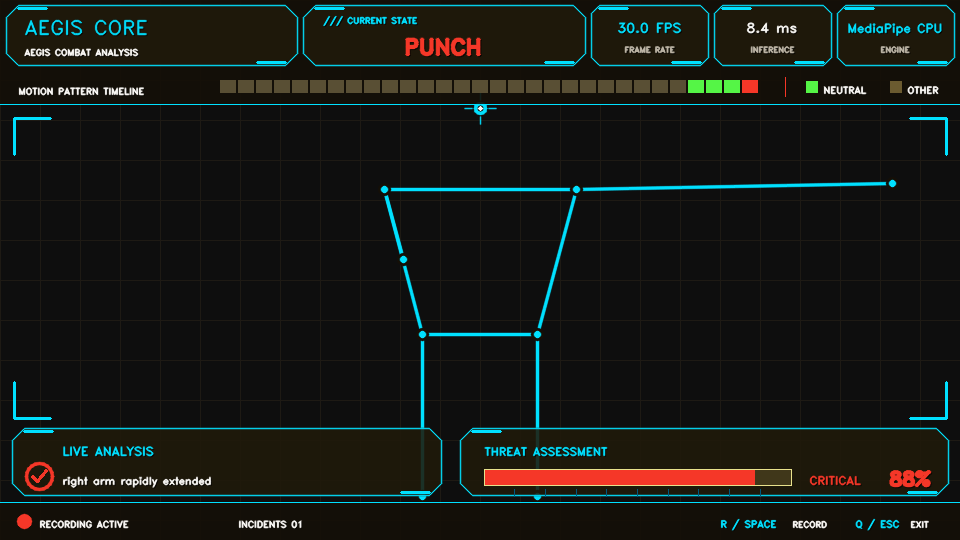 AEGIS CORE
AEGIS COMBAT ANALYSIS
/// CURRENT STATE
PUNCH
30.0 FPS
FRAME RATE
8.4 ms
INFERENCE
MediaPipe CPU
ENGINE
MOTION PATTERN TIMELINE
NEUTRAL
OTHER
LIVE ANALYSIS
right arm rapidly extended
THREAT ASSESSMENT
CRITICAL 88%
RECORDING ACTIVE
INCIDENTS 01
R / SPACE RECORD
Q / ESC EXIT